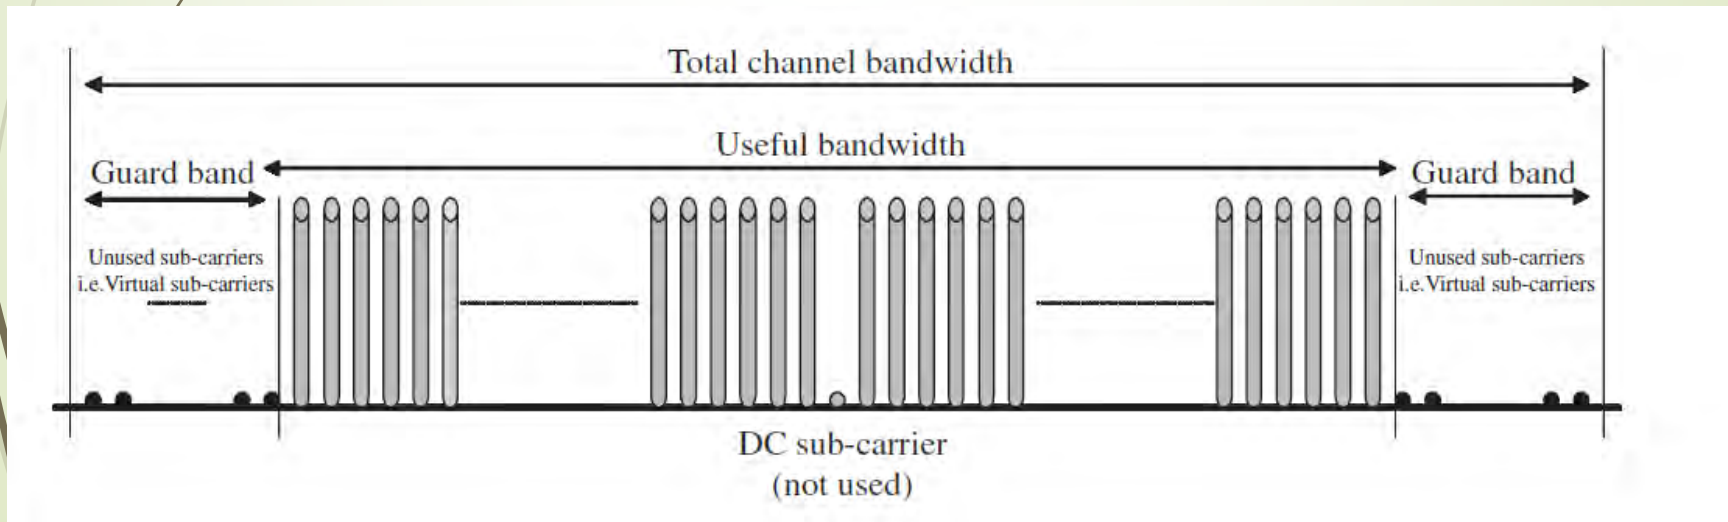 Total channel bandwidth
Useful bandwidth
Guard band
Guard band
Unused sub-carriers
i.e.Virtual sub-carriers
Unused sub-carriers
i.e.Virtual sub-carriers
DC sub-carrier
(not used)